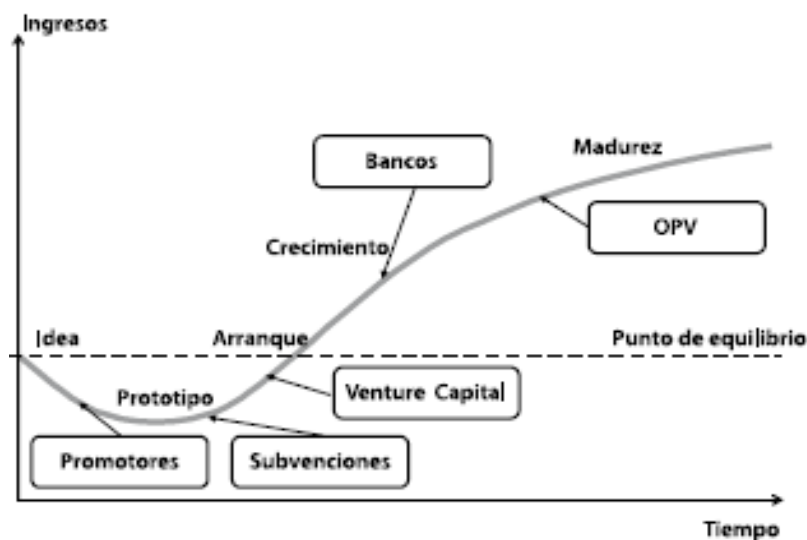 Ingresos
Madurez
Bancos
OPV
Crecimiento
Idea
Arranque
Punto de equilibrio
Prototipo
Venture Capital
Promotores
Subvenciones
Tiempo